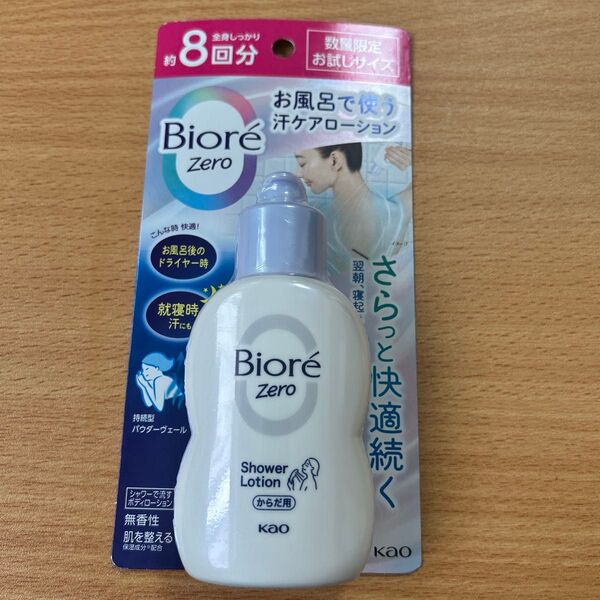 全身しっかり
約8回分
数量限定
お試しサイズ
お風呂で使う
汗ケアローション
Bioré
Zero
こんな時 快適!
お風呂後の
ドライヤー時
就寝時
汗にも
持続型
パウダーヴェール
シャワーで流す
ボディローション
無香性
肌を整える
保湿成分※配合
さらっと快適続く
翌朝、寝起
イメージ
Kao
Bioré
Zero
Shower
Lotion
からだ用
Kao